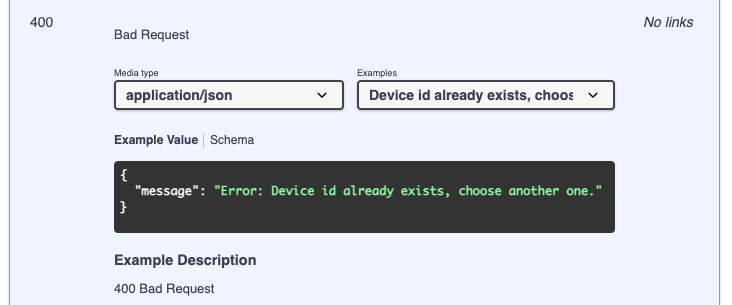 400
No links
Bad Request
Media type
Examples
application/json
Device id already exists, choos
Example Value
Schema
{
"message": "Error: Device id already exists, choose another one."
}
Example Description
400 Bad Request